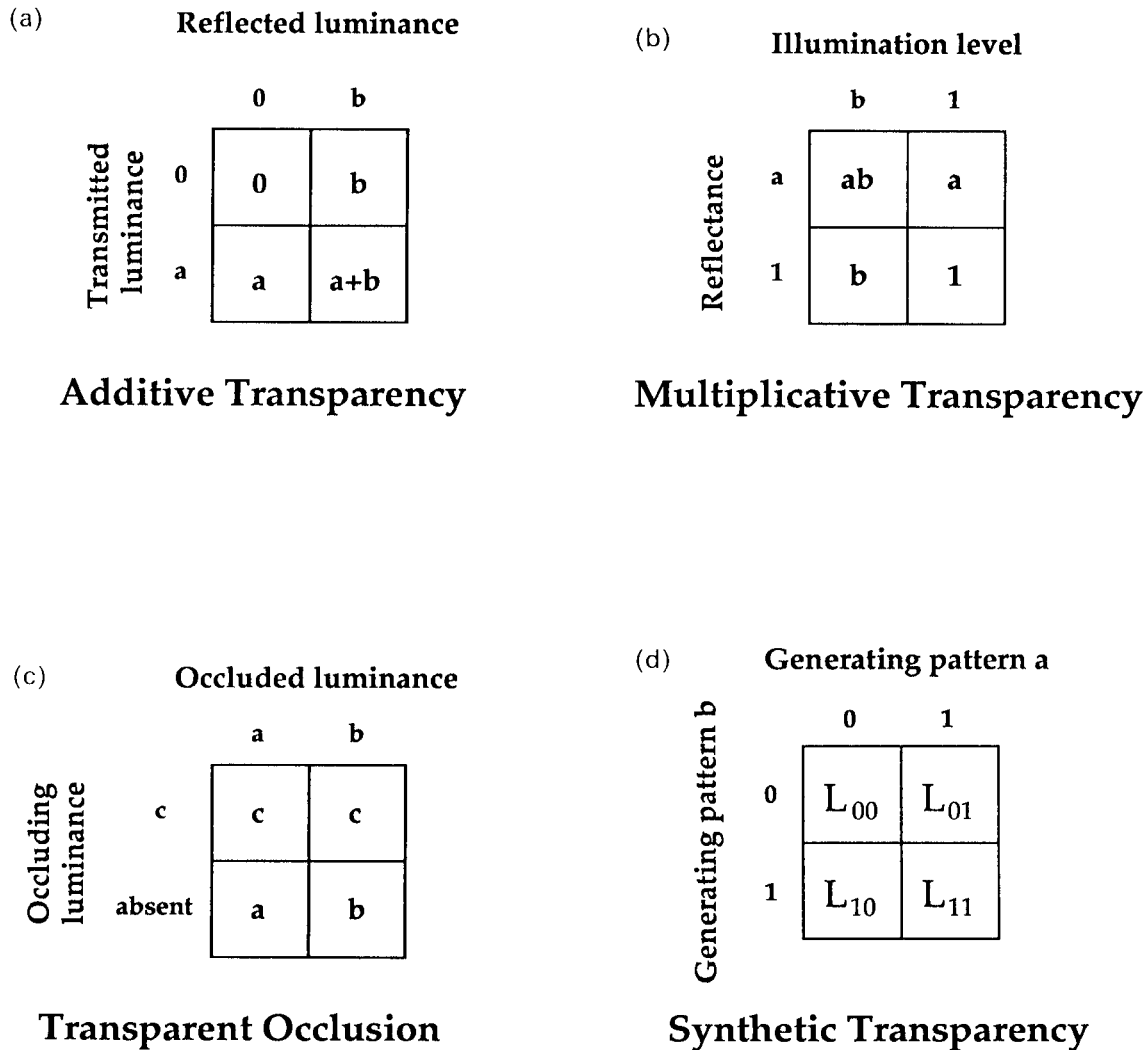 (a) Reflected luminance
0 b
Transmitted
luminance
0 0 b
a a a+b
Additive Transparency
(b) Illumination level
b 1
Reflectance
a ab a
1 b 1
Multiplicative Transparency
(c) Occluded luminance
a b
Occluding
luminance
c c c
absent a b
Transparent Occlusion
(d) Generating pattern a
0 1
Generating pattern b
0 L00 L01
1 L10 L11
Synthetic Transparency